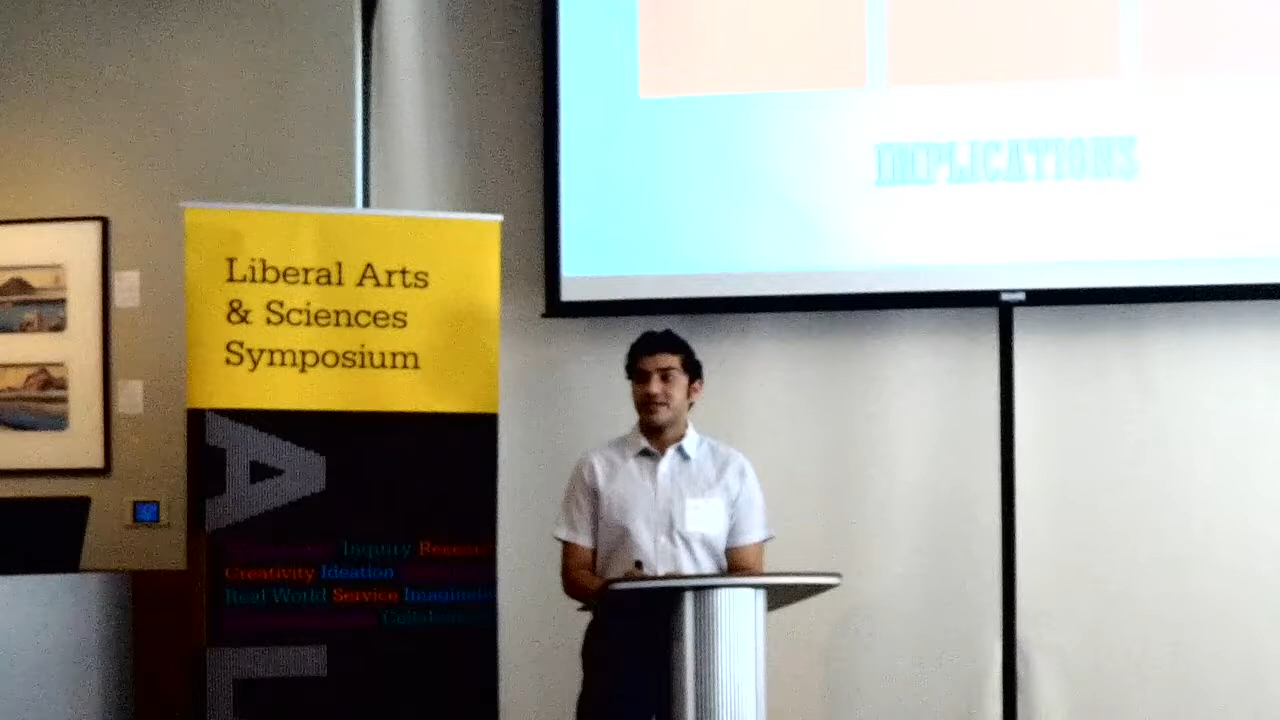 IMPLICATIONS
Liberal Arts
& Sciences
Symposium
A
Inquiry
Creativity Ideation
Real World Service
L